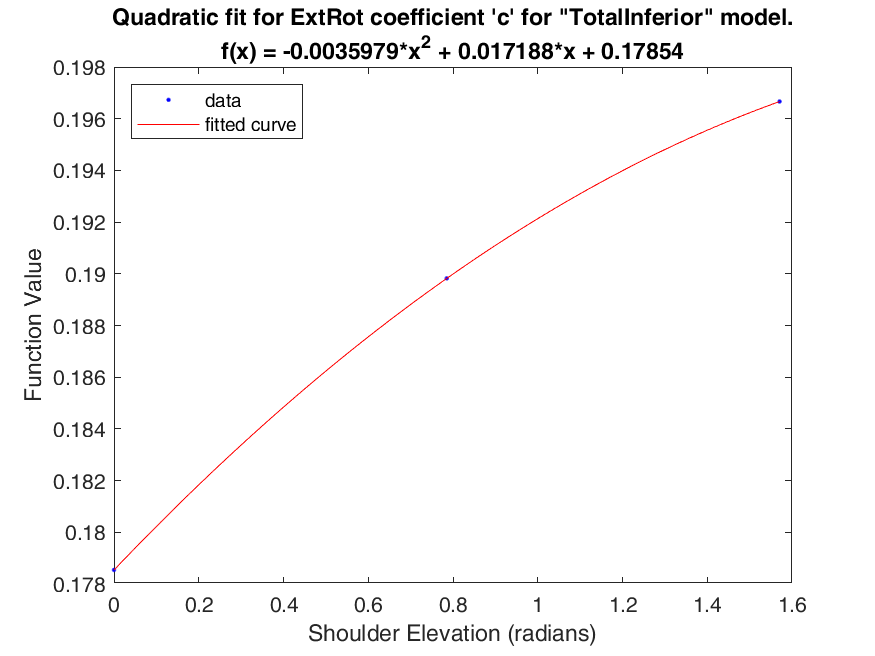 Quadratic fit for ExtRot coefficient 'c' for "TotalInferior" model.
f(x) = -0.0035979*x^2 + 0.017188*x + 0.17854
0.198
0.196
0.194
0.192
0.19
0.188
0.186
0.184
0.182
0.18
0.178
data
fitted curve
Function Value
0 0.2 0.4 0.6 0.8 1 1.2 1.4 1.6
Shoulder Elevation (radians)